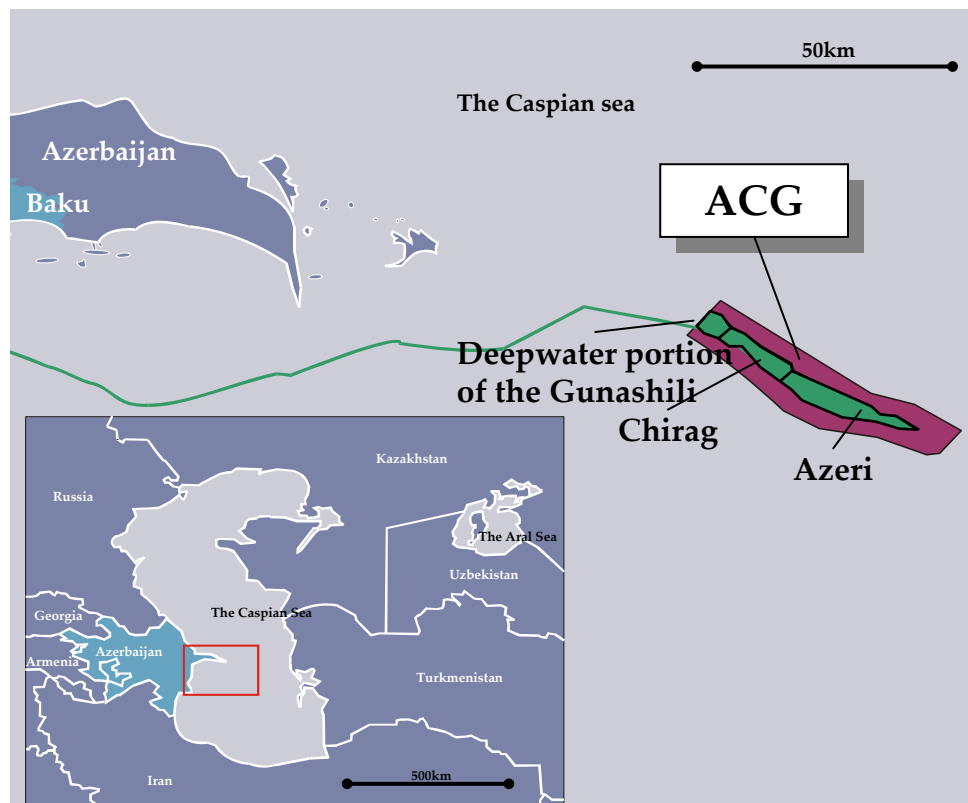 50km
The Caspian sea
Azerbaijan
Baku
ACG
Deepwater portion
of the Gunashili
Chirag
Azeri
Kazakhstan
Russia
The Aral Sea
Uzbekistan
The Caspian Sea
Georgia
Azerbaijan
Armenia
Turkmenistan
Iran
500km